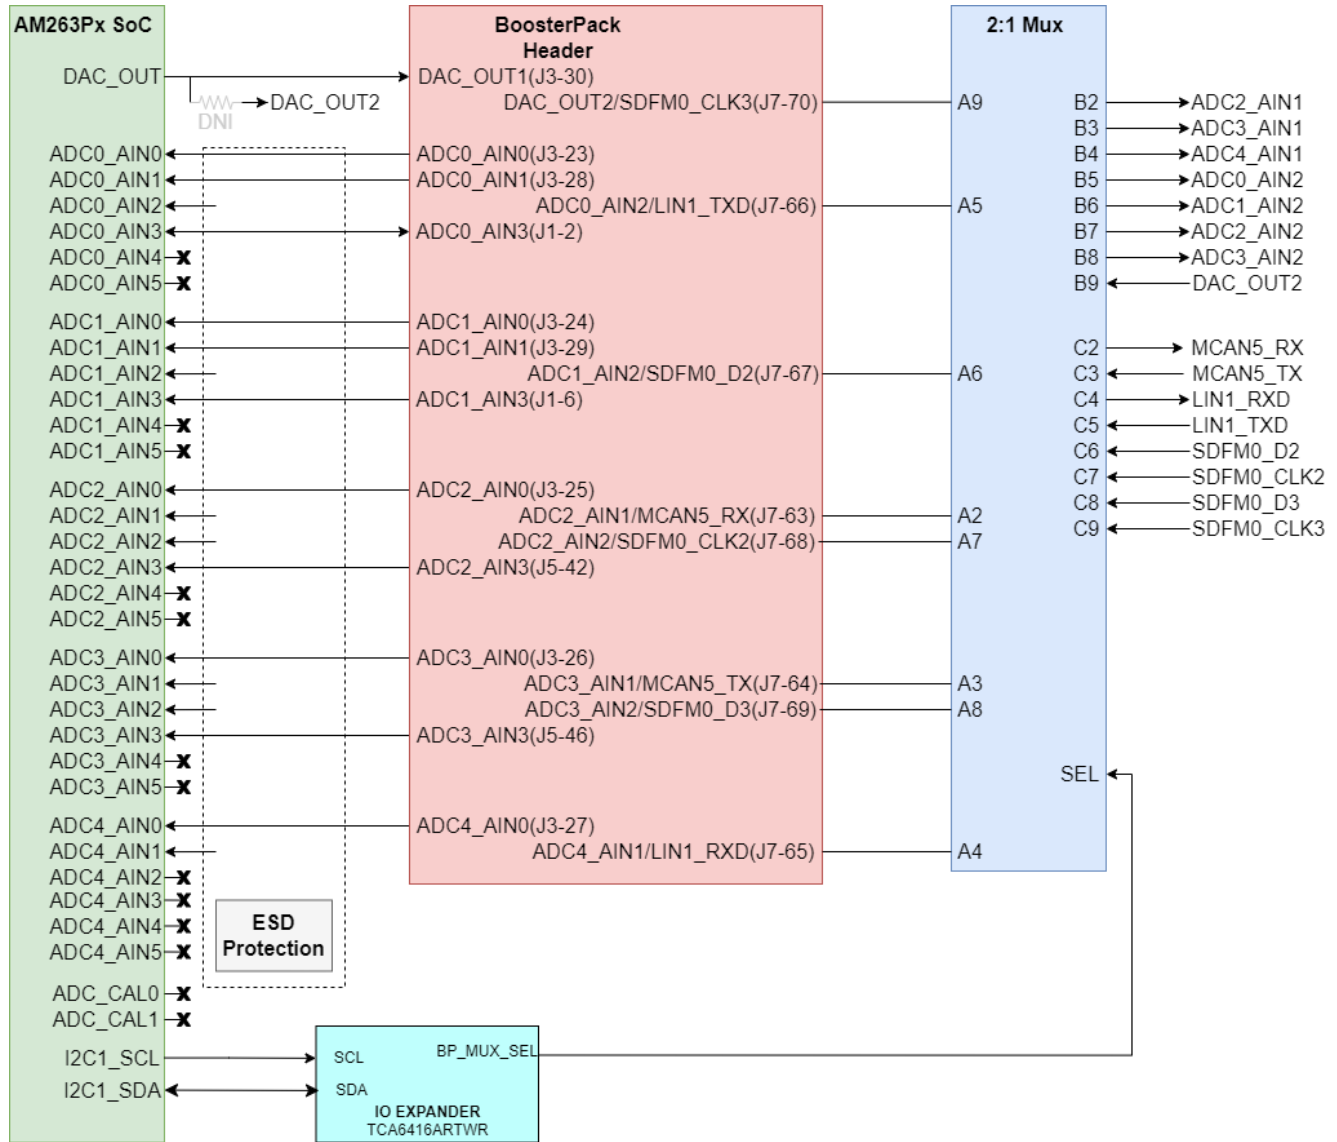 AM263Px SoC
DAC_OUT
DNI
DAC_OUT2
ADC0_AIN0
ADC0_AIN1
ADC0_AIN2
ADC0_AIN3
ADC0_AIN4
ADC0_AIN5
ADC1_AIN0
ADC1_AIN1
ADC1_AIN2
ADC1_AIN3
ADC1_AIN4
ADC1_AIN5
ADC2_AIN0
ADC2_AIN1
ADC2_AIN2
ADC2_AIN3
ADC2_AIN4
ADC2_AIN5
ADC3_AIN0
ADC3_AIN1
ADC3_AIN2
ADC3_AIN3
ADC3_AIN4
ADC3_AIN5
ADC4_AIN0
ADC4_AIN1
ADC4_AIN2
ADC4_AIN3
ADC4_AIN4
ADC4_AIN5
ADC_CAL0
ADC_CAL1
I2C1_SCL
I2C1_SDA
ESD
Protection
BoosterPack
Header
DAC_OUT1(J3-30)
DAC_OUT2/SDFM0_CLK3(J7-70)
ADC0_AIN0(J3-23)
ADC0_AIN1(J3-28)
ADC0_AIN2/LIN1_TXD(J7-66)
ADC0_AIN3(J1-2)
ADC1_AIN0(J3-24)
ADC1_AIN1(J3-29)
ADC1_AIN2/SDFM0_D2(J7-67)
ADC1_AIN3(J1-6)
ADC2_AIN0(J3-25)
ADC2_AIN1/MCAN5_RX(J7-63)
ADC2_AIN2/SDFM0_CLK2(J7-68)
ADC2_AIN3(J5-42)
ADC3_AIN0(J3-26)
ADC3_AIN1/MCAN5_TX(J7-64)
ADC3_AIN2/SDFM0_D3(J7-69)
ADC3_AIN3(J5-46)
ADC4_AIN0(J3-27)
ADC4_AIN1/LIN1_RXD(J7-65)
SCL
BP_MUX_SEL
SDA
IO EXPANDER
TCA6416ARTWR
2:1 Mux
A9
A5
A6
A2
A7
A3
A8
A4
B2
B3
B4
B5
B6
B7
B8
B9
C2
C3
C4
C5
C6
C7
C8
C9
SEL
ADC2_AIN1
ADC3_AIN1
ADC4_AIN1
ADC0_AIN2
ADC1_AIN2
ADC2_AIN2
ADC3_AIN2
DAC_OUT2
MCAN5_RX
MCAN5_TX
LIN1_RXD
LIN1_TXD
SDFM0_D2
SDFM0_CLK2
SDFM0_D3
SDFM0_CLK3